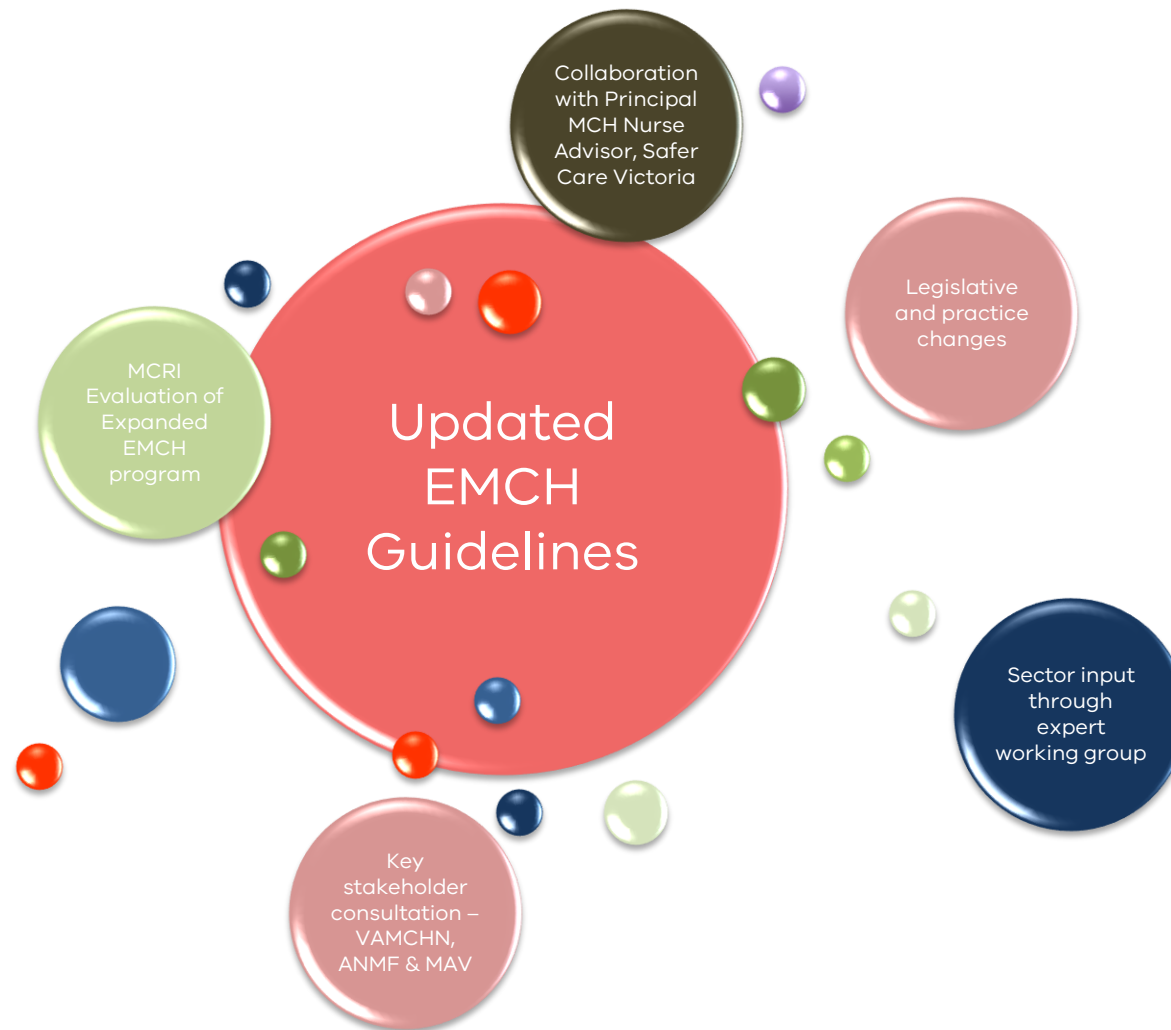 Collaboration
with Principal
MCH Nurse
Advisor, Safer
Care Victoria
Legislative
and practice
changes
MCRI
Evaluation of
Expanded
EMCH
program
Updated
EMCH
Guidelines
Sector input
through
expert
working group
Key
stakeholder
consultation –
VAMCHN,
ANMF & MAV